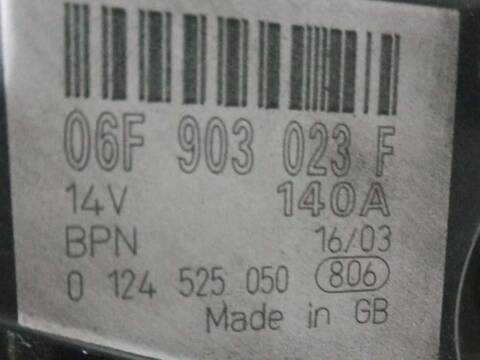 06F 903 023 F
14V 140A
BPN 16/03
0 124 525 050 806
Made in GB